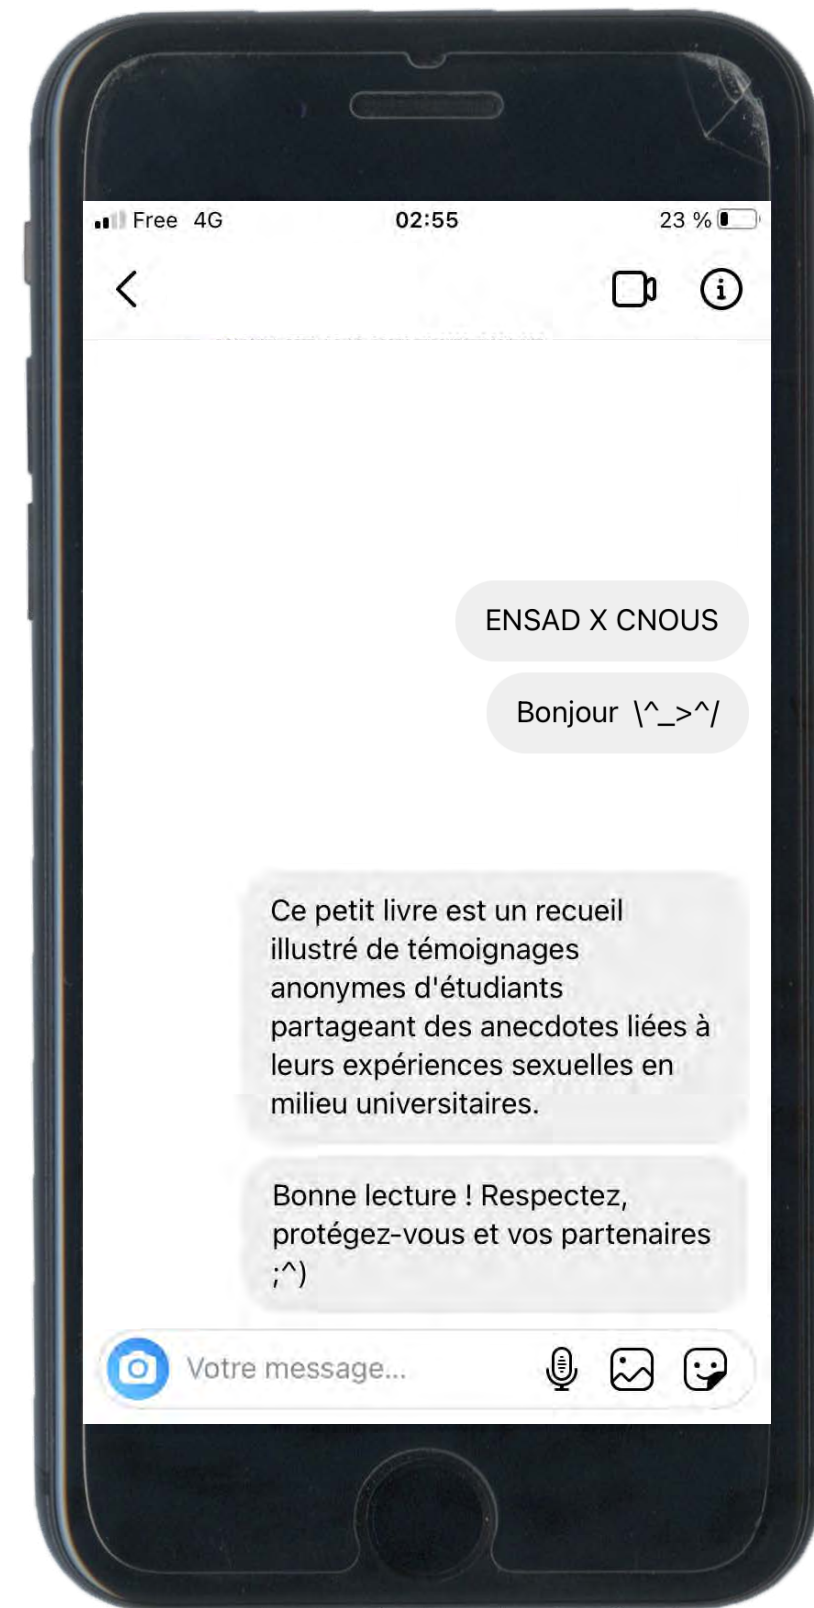 Free 4G 02:55 23 %
ENSAD X CNOUS
Bonjour \^_>^/
Ce petit livre est un recueil
illustré de témoignages
anonymes d'étudiants
partageant des anecdotes liées à
leurs expériences sexuelles en
milieu universitaires.
Bonne lecture ! Respectez,
protégez-vous et vos partenaires
;^)
Votre message...